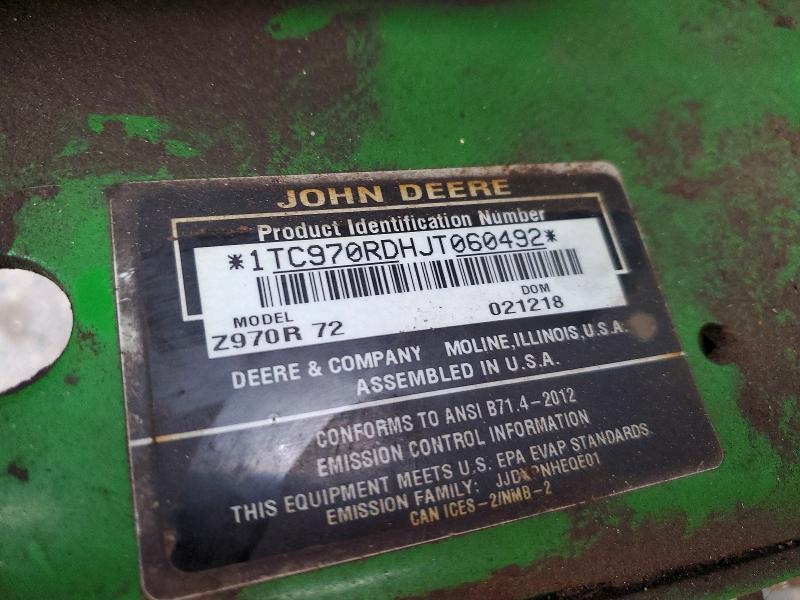 JOHN DEERE
Product Identification Number
*1TC970RDHJT060492*
MODEL DOM
Z970R 72 021218
DEERE & COMPANY MOLINE, ILLINOIS, U.S.A.
ASSEMBLED IN U.S.A.
CONFORMS TO ANSI B71.4-2012
EMISSION CONTROL INFORMATION
THIS EQUIPMENT MEETS U.S. EPA EVAP STANDARDS
EMISSION FAMILY:
CAN ICES-2/NMB-2